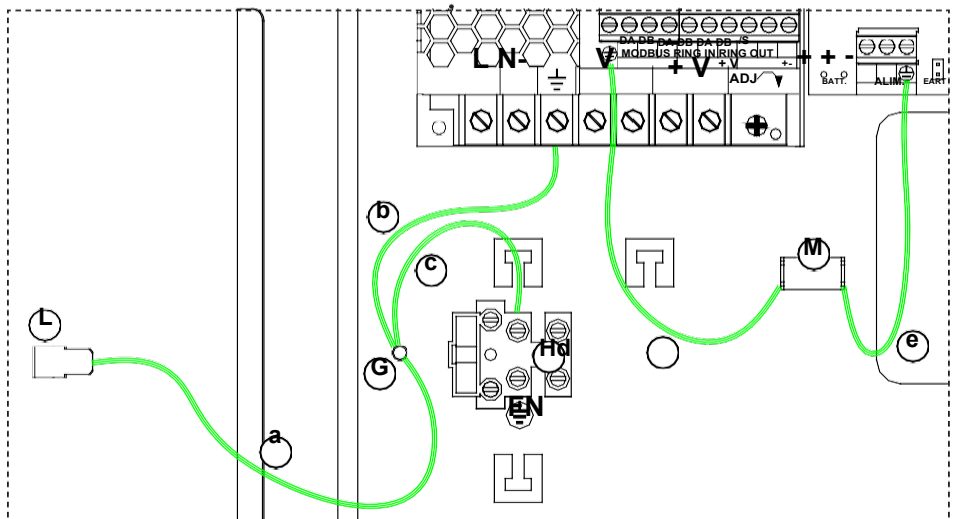 DA DB DA DB DA DB /S
MODBUS RING IN RING OUT
L N- V + V + V +- + + -
ADJ
BATT. ALIM. EART
b
c
M
L
e
Hd
G
EN
a